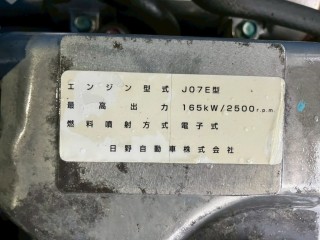 エンジン型式 J07E型
最高出力 165kW/2500r.p.m
燃料噴射方式 電子式
日野自動車株式会社